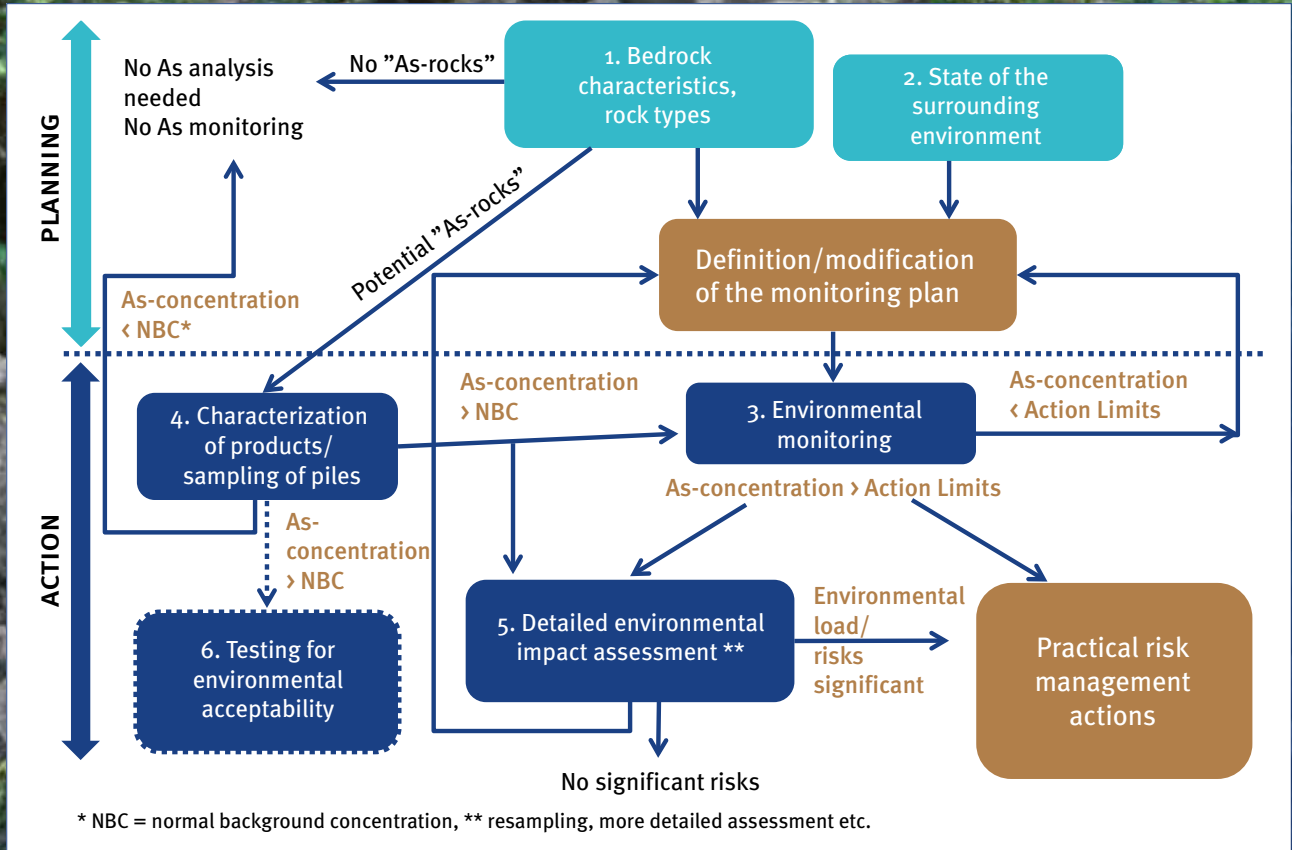 PLANNING
No As analysis
needed
No As monitoring
No "As-rocks"
1. Bedrock
characteristics,
rock types
2. State of the
surrounding
environment
Potential ”As-rocks”
Definition/modification
of the monitoring plan
As-concentration
< NBC*
ACTION
4. Characterization
of products/
sampling of piles
As-concentration
> NBC
3. Environmental
monitoring
As-concentration
< Action Limits
As-concentration > Action Limits
As-
concentration
> NBC
6. Testing for
environmental
acceptability
5. Detailed environmental
impact assessment **
Environmental
load/
risks
significant
Practical risk
management
actions
No significant risks
* NBC = normal background concentration, ** resampling, more detailed assessment etc.